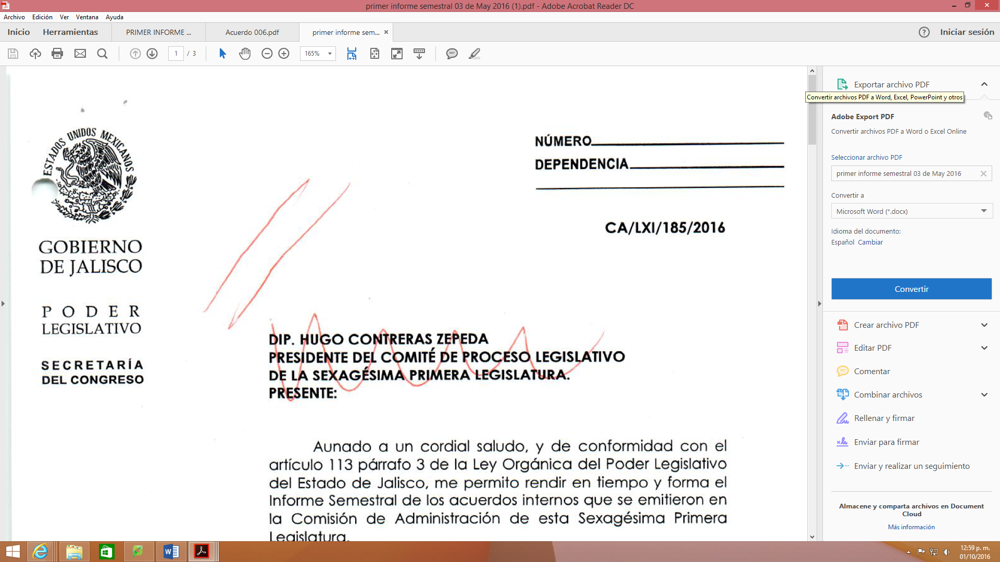 primer informe semestral 03 de May 2016 (1).pdf - Adobe Acrobat Reader DC
Archivo Edición Ver Ventana Ayuda
Inicio Herramientas PRIMER INFORME ... Acuerdo 006.pdf primer informe sem... × ? Iniciar sesión
1 / 3 165%
ESTADOS UNIDOS MEXICANOS
GOBIERNO
DE JALISCO
PODER
LEGISLATIVO
SECRETARÍA
DEL CONGRESO
NÚMERO
DEPENDENCIA
CA/LXI/185/2016
DIP. HUGO CONTRERAS ZEPEDA
PRESIDENTE DEL COMITÉ DE PROCESO LEGISLATIVO
DE LA SEXAGÉSIMA PRIMERA LEGISLATURA.
PRESENTE:
Aunado a un cordial saludo, y de conformidad con el
artículo 113 párrafo 3 de la Ley Orgánica del Poder Legislativo
del Estado de Jalisco, me permito rendir en tiempo y forma el
Informe Semestral de los acuerdos internos que se emitieron en
la Comisión de Administración de esta Sexagésima Primera
Legislatura.
Exportar archivo PDF
Convertir archivos PDF a Word, Excel, PowerPoint y otros
Adobe Export PDF
Convertir archivos PDF a Word o Excel Online
Seleccionar archivo PDF
primer informe semestral 03 de May 2016
Convertir a
Microsoft Word (*.docx)
Idioma del documento:
Español Cambiar
Convertir
Crear archivo PDF
Editar PDF
Comentar
Combinar archivos
Rellenar y firmar
Enviar para firmar
Enviar y realizar un seguimiento
Almacene y comparta archivos en Document
Cloud
Más información
12:59 p. m.
01/10/2016